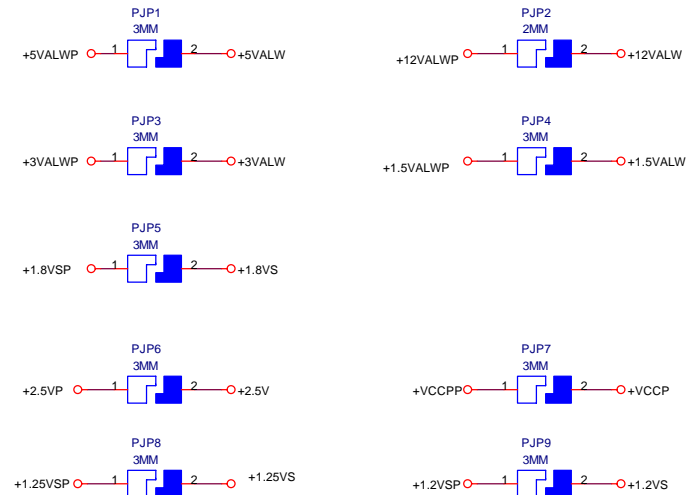 PJP1
3MM
+5VALWP 1 2 +5VALW
PJP2
2MM
+12VALWP 1 2 +12VALW
PJP3
3MM
+3VALWP 1 2 +3VALW
PJP4
3MM
+1.5VALWP 1 2 +1.5VALW
PJP5
3MM
+1.8VSP 1 2 +1.8VS
PJP6
3MM
+2.5VP 1 2 +2.5V
PJP7
3MM
+VCCPP 1 2 +VCCP
PJP8
3MM
+1.25VSP 1 2 +1.25VS
PJP9
3MM
+1.2VSP 1 2 +1.2VS